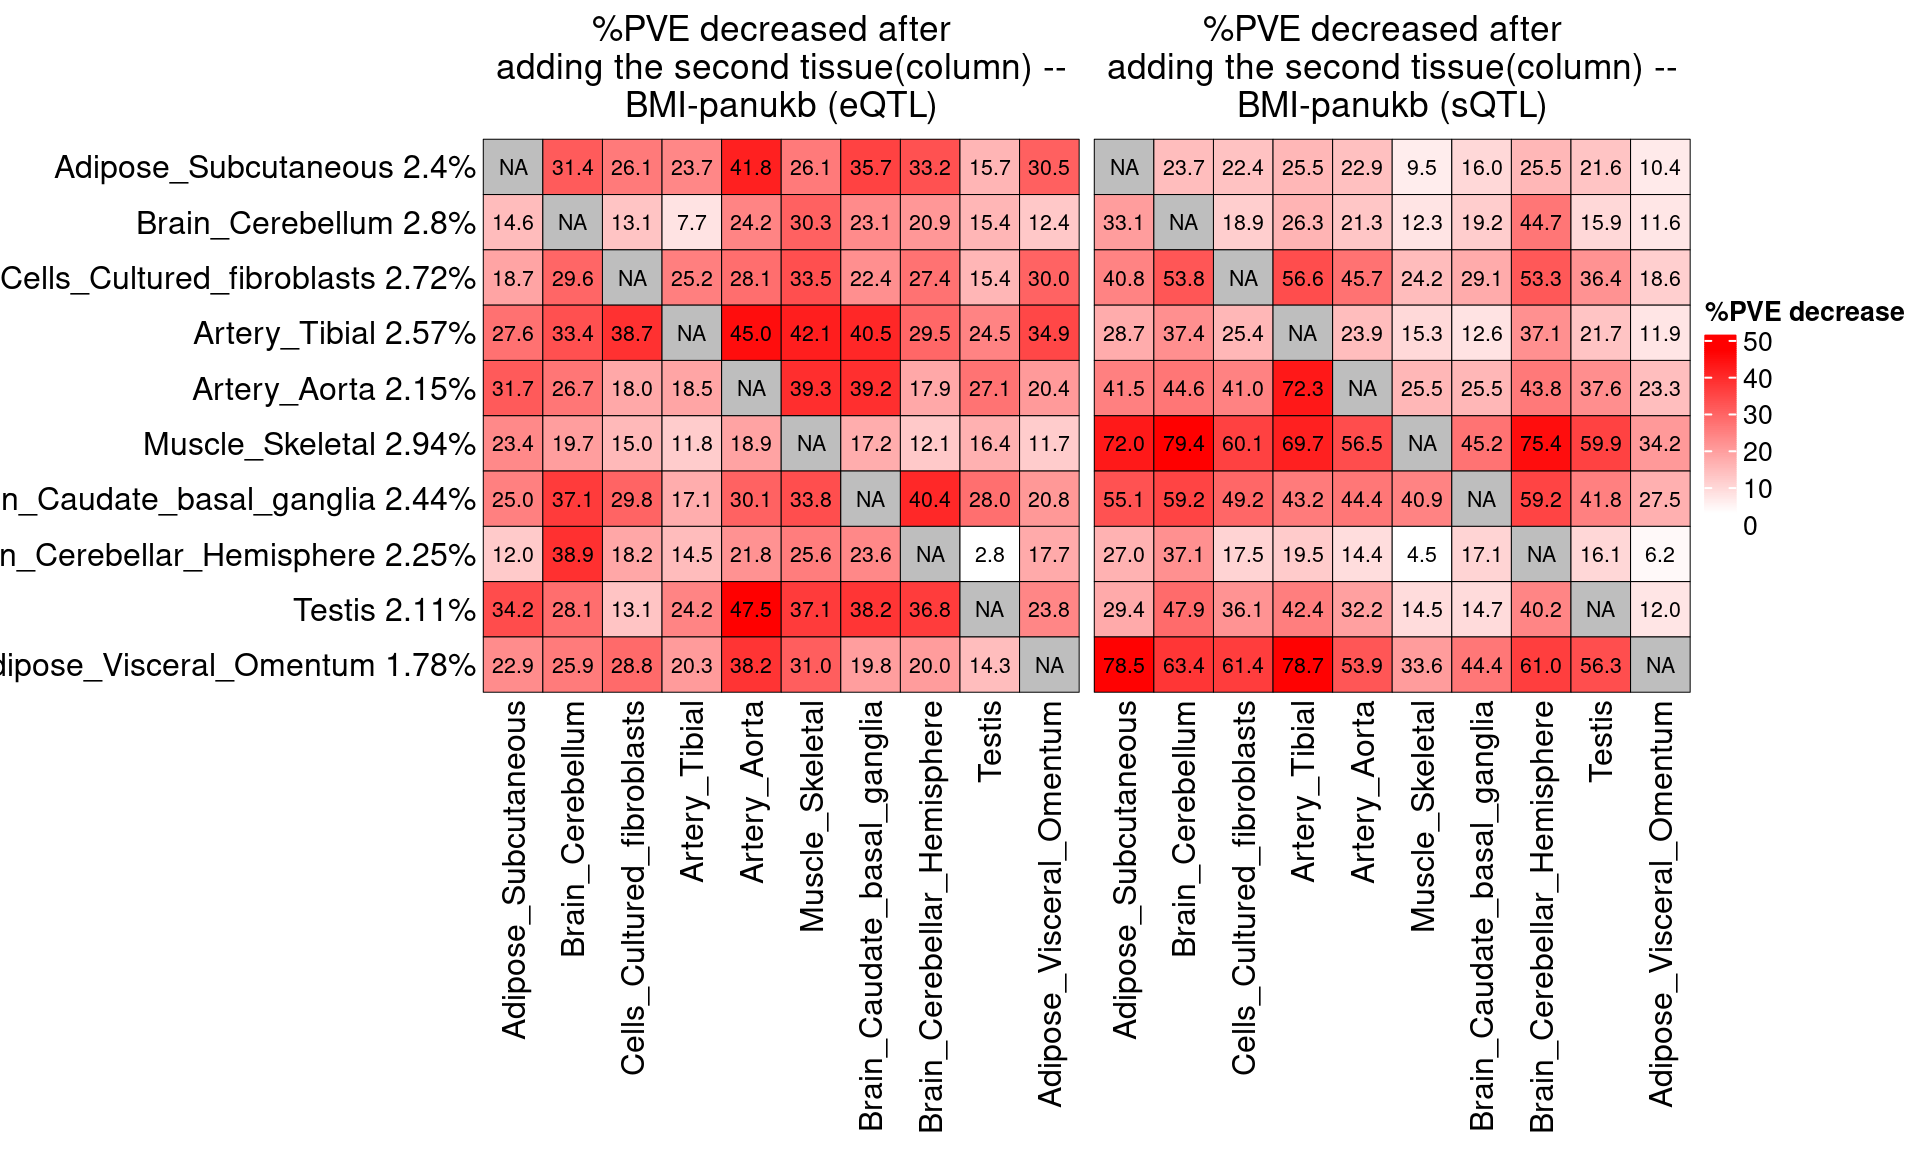 %PVE decreased after
adding the second tissue(column) --
BMI-panukb (eQTL)
%PVE decreased after
adding the second tissue(column) --
BMI-panukb (sQTL)
Adipose_Subcutaneous 2.4% NA 31.4 26.1 23.7 41.8 26.1 35.7 33.2 15.7 30.5 NA 23.7 22.4 25.5 22.9 9.5 16.0 25.5 21.6 10.4
Brain_Cerebellum 2.8% 14.6 NA 13.1 7.7 24.2 30.3 23.1 20.9 15.4 12.4 33.1 NA 18.9 26.3 21.3 12.3 19.2 44.7 15.9 11.6
Cells_Cultured_fibroblasts 2.72% 18.7 29.6 NA 25.2 28.1 33.5 22.4 27.4 15.4 30.0 40.8 53.8 NA 56.6 45.7 24.2 29.1 53.3 36.4 18.6
Artery_Tibial 2.57% 27.6 33.4 38.7 NA 45.0 42.1 40.5 29.5 24.5 34.9 28.7 37.4 25.4 NA 23.9 15.3 12.6 37.1 21.7 11.9
Artery_Aorta 2.15% 31.7 26.7 18.0 18.5 NA 39.3 39.2 17.9 27.1 20.4 41.5 44.6 41.0 72.3 NA 25.5 25.5 43.8 37.6 23.3
Muscle_Skeletal 2.94% 23.4 19.7 15.0 11.8 18.9 NA 17.2 12.1 16.4 11.7 72.0 79.4 60.1 69.7 56.5 NA 45.2 75.4 59.9 34.2
n_Caudate_basal_ganglia 2.44% 25.0 37.1 29.8 17.1 30.1 33.8 NA 40.4 28.0 20.8 55.1 59.2 49.2 43.2 44.4 40.9 NA 59.2 41.8 27.5
n_Cerebellar_Hemisphere 2.25% 12.0 38.9 18.2 14.5 21.8 25.6 23.6 NA 2.8 17.7 27.0 37.1 17.5 19.5 14.4 4.5 17.1 NA 16.1 6.2
Testis 2.11% 34.2 28.1 13.1 24.2 47.5 37.1 38.2 36.8 NA 23.8 29.4 47.9 36.1 42.4 32.2 14.5 14.7 40.2 NA 12.0
dipose_Visceral_Omentum 1.78% 22.9 25.9 28.8 20.3 38.2 31.0 19.8 20.0 14.3 NA 78.5 63.4 61.4 78.7 53.9 33.6 44.4 61.0 56.3 NA
Adipose_Subcutaneous
Brain_Cerebellum
Cells_Cultured_fibroblasts
Artery_Tibial
Artery_Aorta
Muscle_Skeletal
Brain_Caudate_basal_ganglia
Brain_Cerebellar_Hemisphere
Testis
Adipose_Visceral_Omentum
Adipose_Subcutaneous
Brain_Cerebellum
Cells_Cultured_fibroblasts
Artery_Tibial
Artery_Aorta
Muscle_Skeletal
Brain_Caudate_basal_ganglia
Brain_Cerebellar_Hemisphere
Testis
Adipose_Visceral_Omentum
%PVE decrease
50
40
30
20
10
0